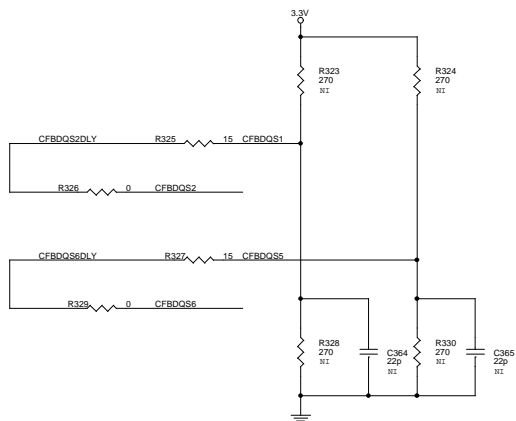 3.3V
R323
270
NI
R324
270
NI
CFBDQS2DLY R325 15 CFBDQS1
R326 0 CFBDQS2
CFBDQS6DLY R327 15 CFBDQS5
R329 0 CFBDQS6
R328
270
NI
C364
22p
NI
R330
270
NI
C365
22p
NI